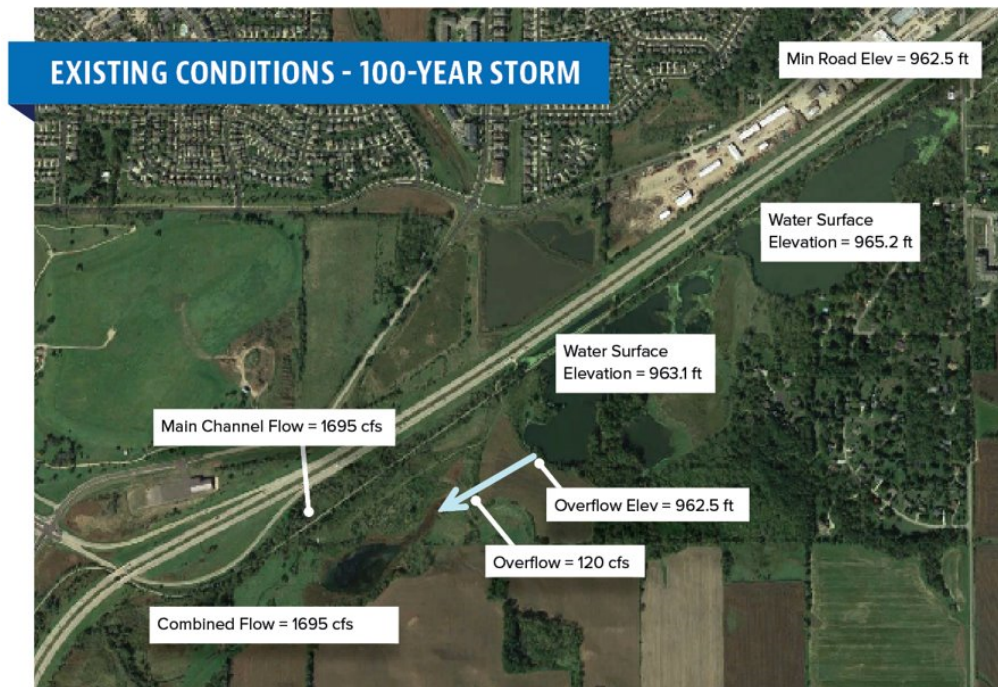 EXISTING CONDITIONS - 100-YEAR STORM
Min Road Elev = 962.5 ft
Water Surface
Elevation = 965.2 ft
Water Surface
Elevation = 963.1 ft
Main Channel Flow = 1695 cfs
Overflow Elev = 962.5 ft
Overflow = 120 cfs
Combined Flow = 1695 cfs